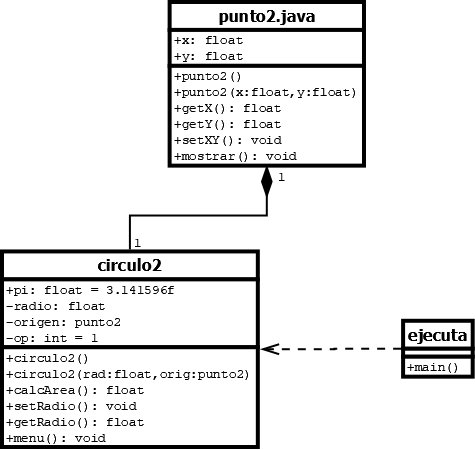 punto2.java
+x: float
+y: float
+punto2()
+punto2(x:float,y:float)
+getX(): float
+getY(): float
+setXY(): void
+mostrar(): void
1
1
circulo2
+pi: float = 3.141596f
-radio: float
-origen: punto2
-op: int = 1
+circulo2()
+circulo2(rad:float,orig:punto2)
+calcArea(): float
+setRadio(): void
+getRadio(): float
+menu(): void
ejecuta
+main()